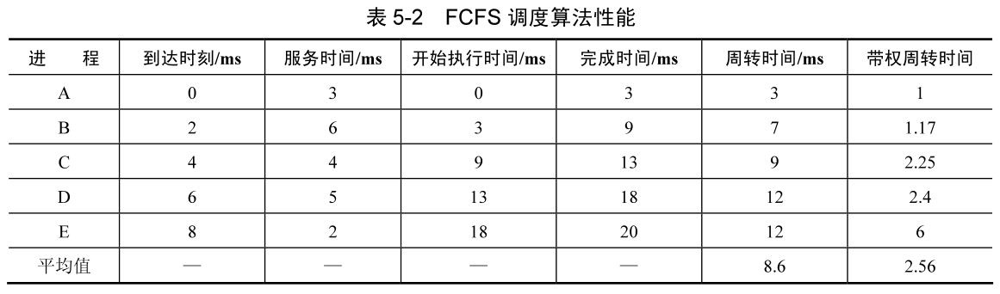 表 5-2 FCFS 调度算法性能
进 程 到达时刻/ms 服务时间/ms 开始执行时间/ms 完成时间/ms 周转时间/ms 带权周转时间
A 0 3 0 3 3 1
B 2 6 3 9 7 1.17
C 4 4 9 13 9 2.25
D 6 5 13 18 12 2.4
E 8 2 18 20 12 6
平均值 — — — — 8.6 2.56